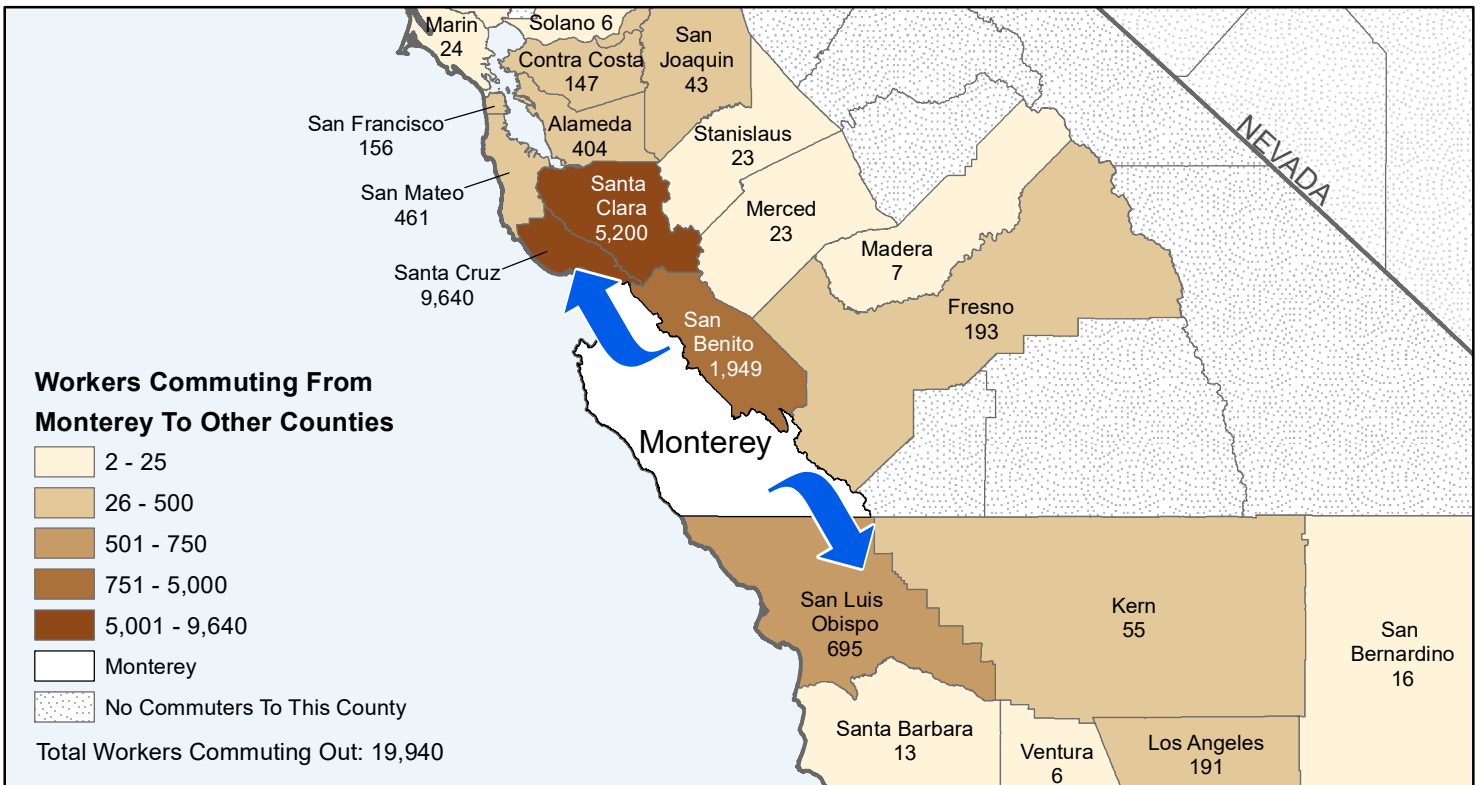 Marin
24
Solano 6
Contra Costa
147
San
Joaquin
43
San Francisco
156
Alameda
404
Stanislaus
23
San Mateo
461
Santa
Clara
5,200
Merced
23
Madera
7
NEVADA
Santa Cruz
9,640
San
Benito
1,949
Fresno
193
Monterey
Workers Commuting From
Monterey To Other Counties
2 - 25
26 - 500
501 - 750
751 - 5,000
5,001 - 9,640
Monterey
No Commuters To This County
Total Workers Commuting Out: 19,940
San Luis
Obispo
695
Kern
55
San
Bernardino
16
Santa Barbara
13
Ventura
6
Los Angeles
191